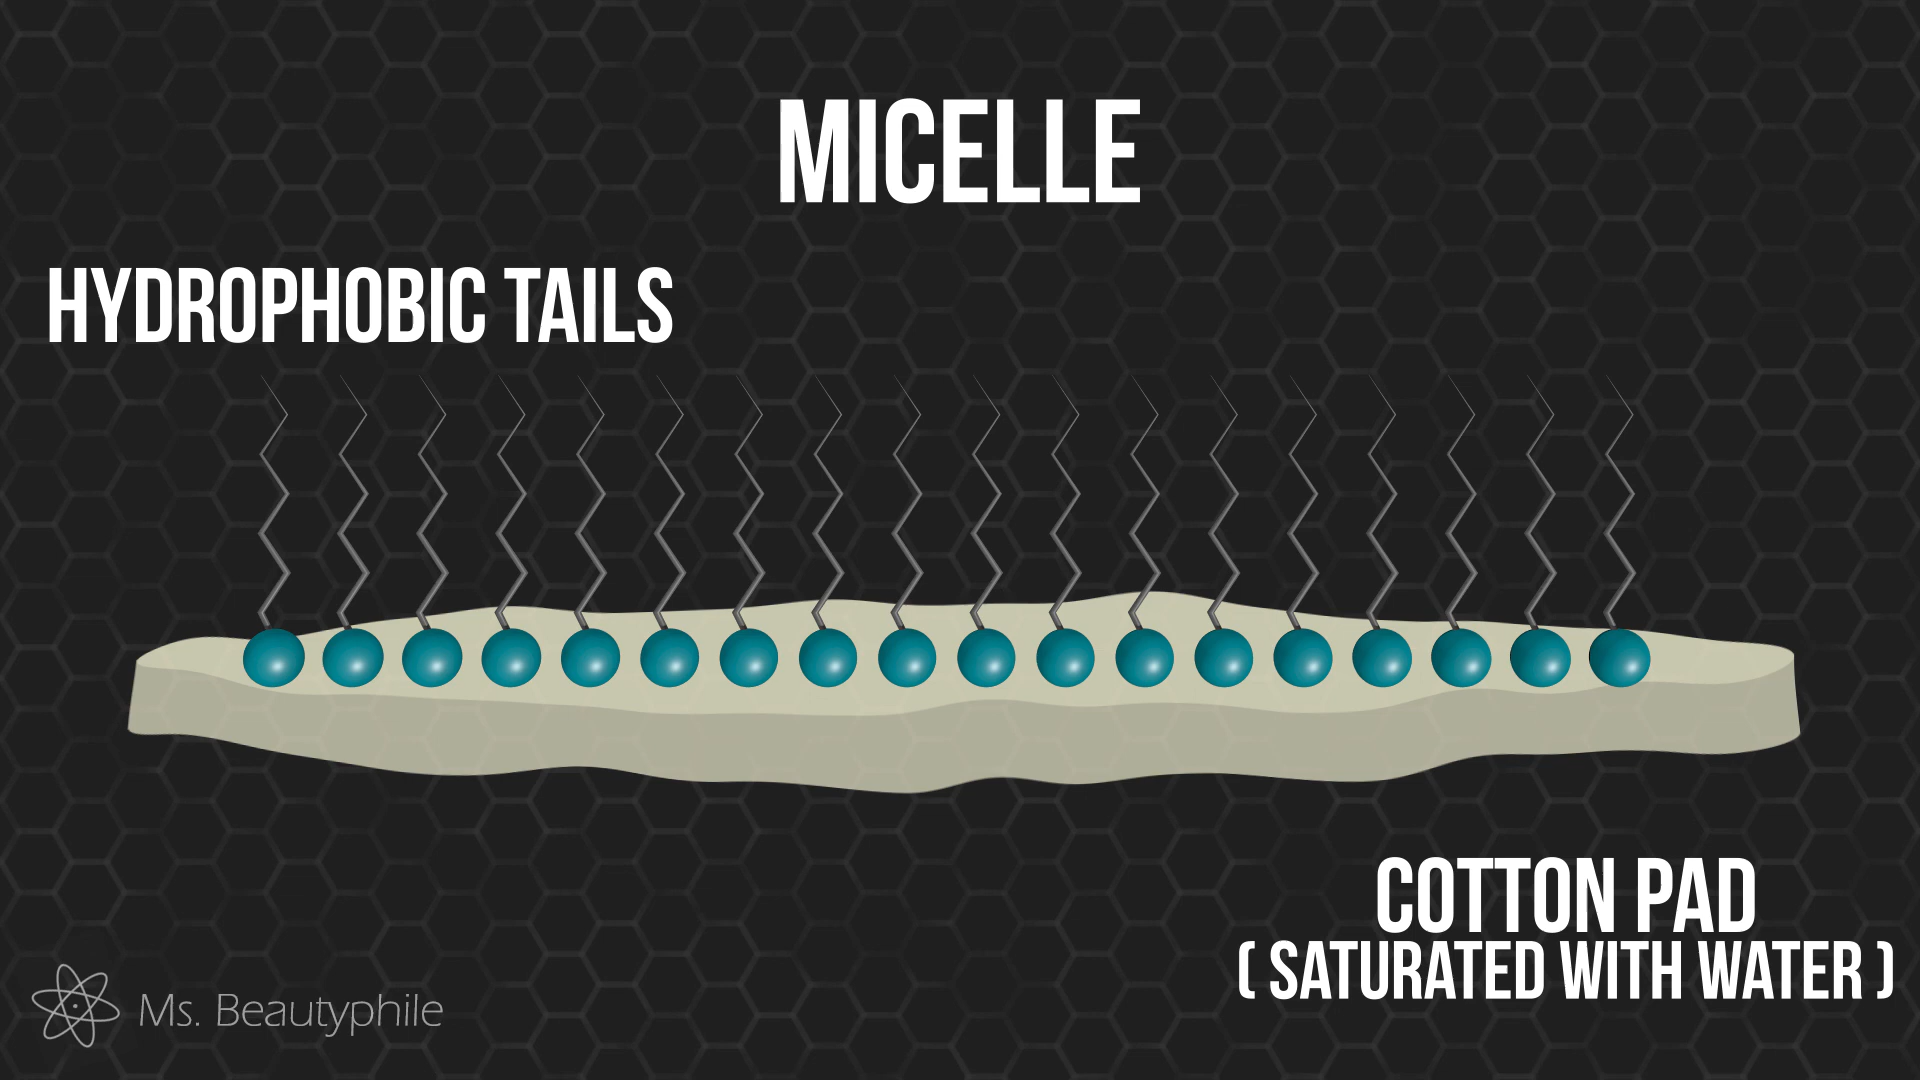 MICELLE
HYDROPHOBIC TAILS
COTTON PAD
( SATURATED WITH WATER )
Ms. Beautyphile